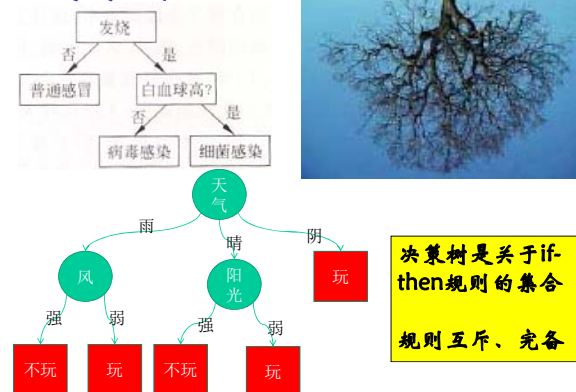 发烧
否
是
普通感冒
白血球高?
否
是
病毒感染
细菌感染
天
气
雨
晴
阴
风
阳
光
玩
强
弱
强
弱
不玩
玩
不玩
玩
决策树是关于if-
then规则的集合
规则互斥、完备